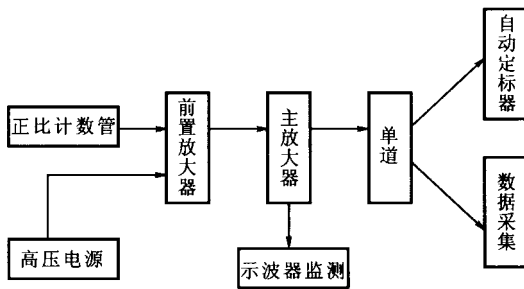 正比计数管
高压电源
前置放大器
主放大器
示波器监测
单道
自动定标器
数据采集